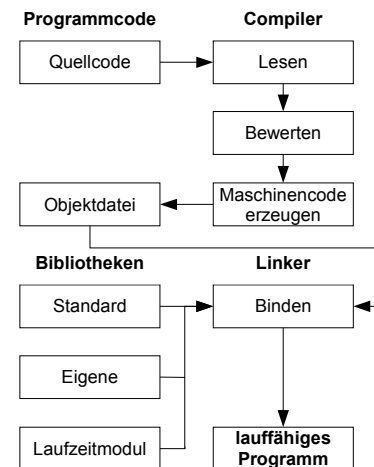 Programmcode
Compiler
Quellcode
Lesen
Bewerten
Objektdatei
Maschinencode
erzeugen
Bibliotheken
Linker
Standard
Binden
Eigene
Laufzeitmodul
lauffähiges
Programm